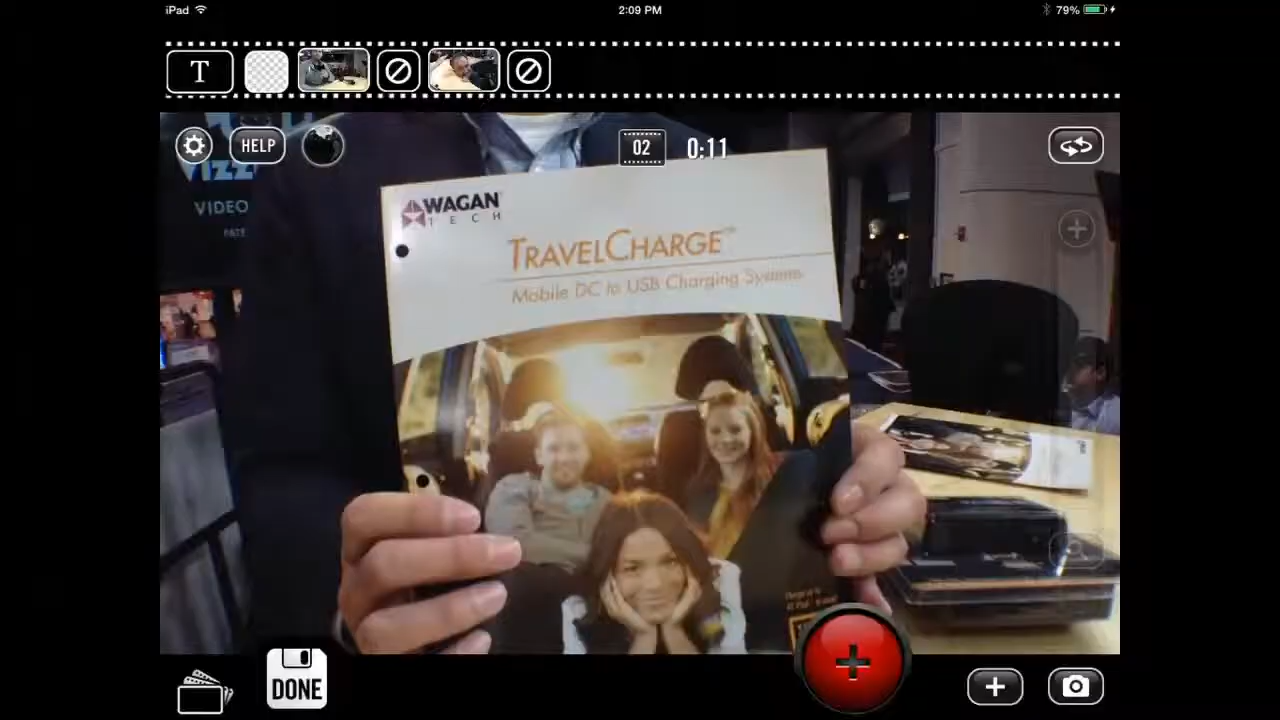 iPad
2:09 PM
79%
T
HELP
02
0:11
VIDEO
WAGAN
TECH
TRAVELCHARGE™
Mobile DC to USB Charging Systems
DONE